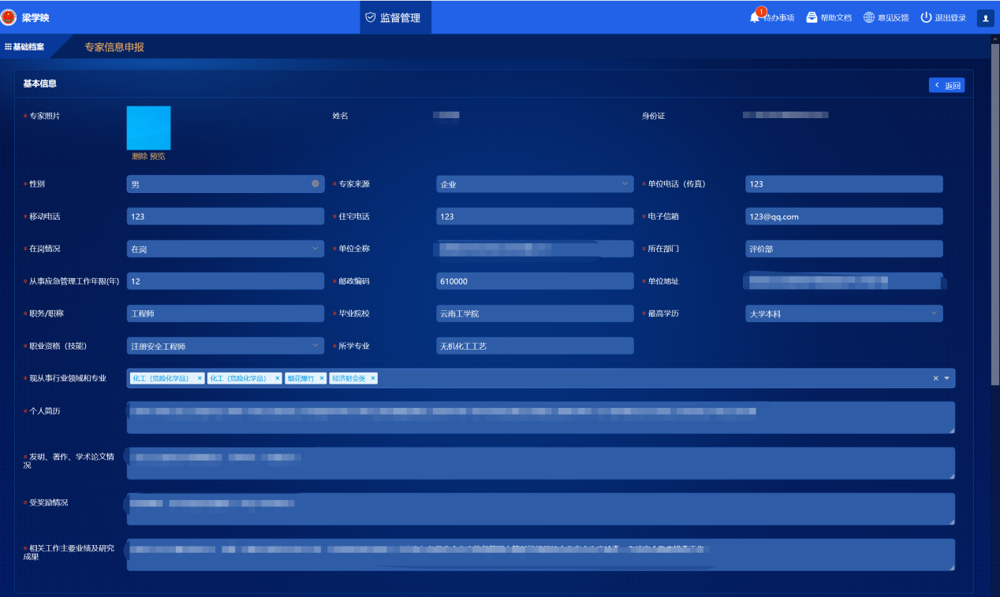 梁学映
监督管理
1
待办事项
帮助文档
意见反馈
退出登录
基础档案
专家信息申报
基本信息
返回
* 专家照片
姓名
身份证
删除 预览
* 性别 男
* 专家来源 企业
* 单位电话（传真） 123
* 移动电话 123
* 住宅电话 123
* 电子信箱 123@qq.com
* 在岗情况 在岗
* 单位全称
* 所在部门 评价部
* 从事应急管理工作年限(年) 12
* 邮政编码 610000
* 单位地址
* 职务/职称 工程师
* 毕业院校 云南工学院
* 最高学历 大学本科
* 职业资格（技能） 注册安全工程师
* 所学专业 无机化工工艺
* 现从事行业领域和专业 化工（危险化学品） × 化工（危险化学品） × 烟花爆竹 × 经济财会类 ×
* 个人简历
* 发明、著作、学术论文情
况
* 受奖励情况
* 相关工作主要业绩及研究
成果